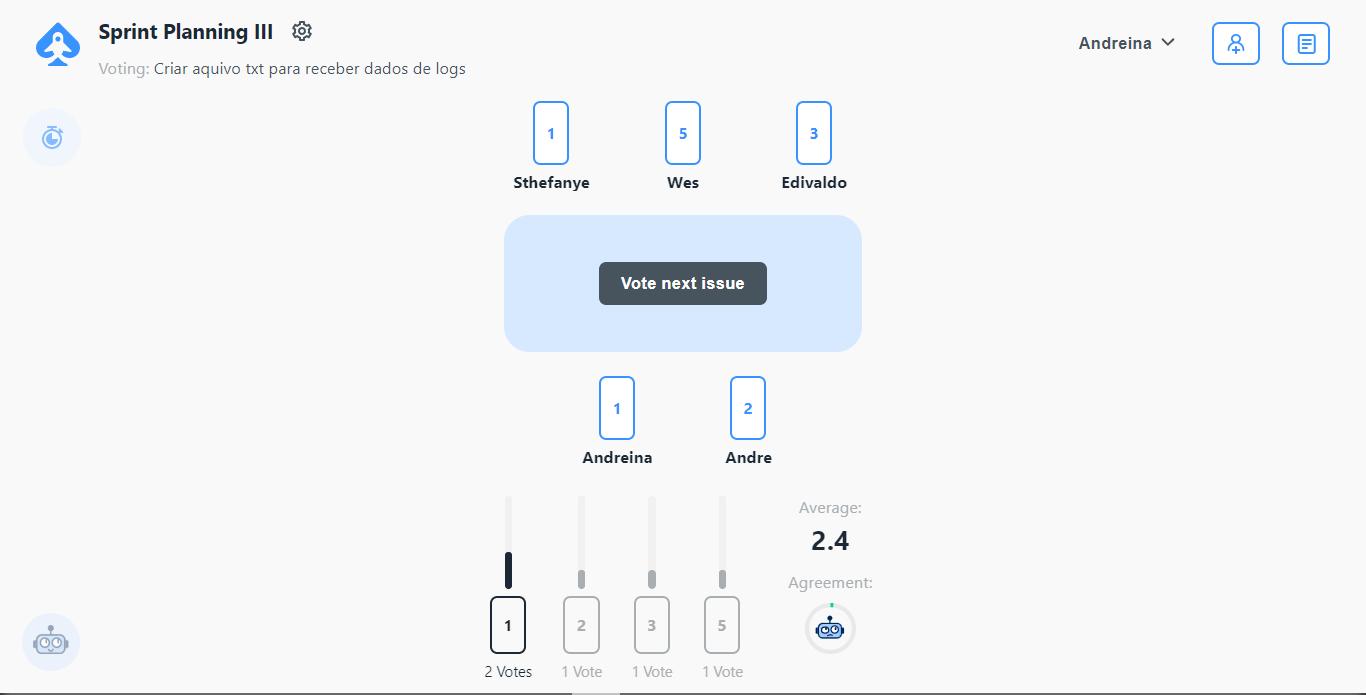 Sprint Planning III
Andreina
Voting: Criar aquivo txt para receber dados de logs
1 5 3
Sthefanye Wes Edivaldo
Vote next issue
1 2
Andreina Andre
Average:
2.4
Agreement:
1 2 3 5
2 Votes 1 Vote 1 Vote 1 Vote